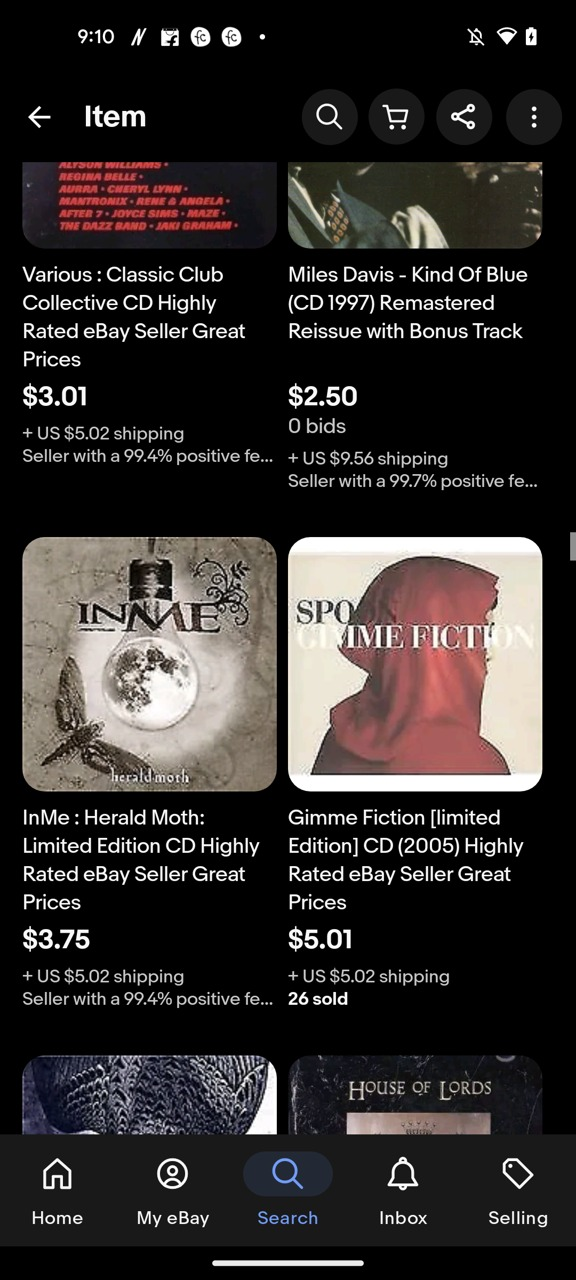 9:10
Item
ALYSON WILLIAMS •
REGINA BELLE •
AURRA • CHERYL LYNN •
MANTRONIX • RENE & ANGELA •
AFTER 7 • JOYCE SIMS • MAZE •
THE DAZZ BAND • JAKI GRAHAM •
Various : Classic Club
Collective CD Highly
Rated eBay Seller Great
Prices
$3.01
+ US $5.02 shipping
Seller with a 99.4% positive fe...
Miles Davis - Kind Of Blue
(CD 1997) Remastered
Reissue with Bonus Track
$2.50
0 bids
+ US $9.56 shipping
Seller with a 99.7% positive fe...
INME
herald moth
InMe : Herald Moth:
Limited Edition CD Highly
Rated eBay Seller Great
Prices
$3.75
+ US $5.02 shipping
Seller with a 99.4% positive fe...
SPOON
GIMME FICTION
Gimme Fiction [limited
Edition] CD (2005) Highly
Rated eBay Seller Great
Prices
$5.01
+ US $5.02 shipping
26 sold
HOUSE OF LORDS
Home
My eBay
Search
Inbox
Selling